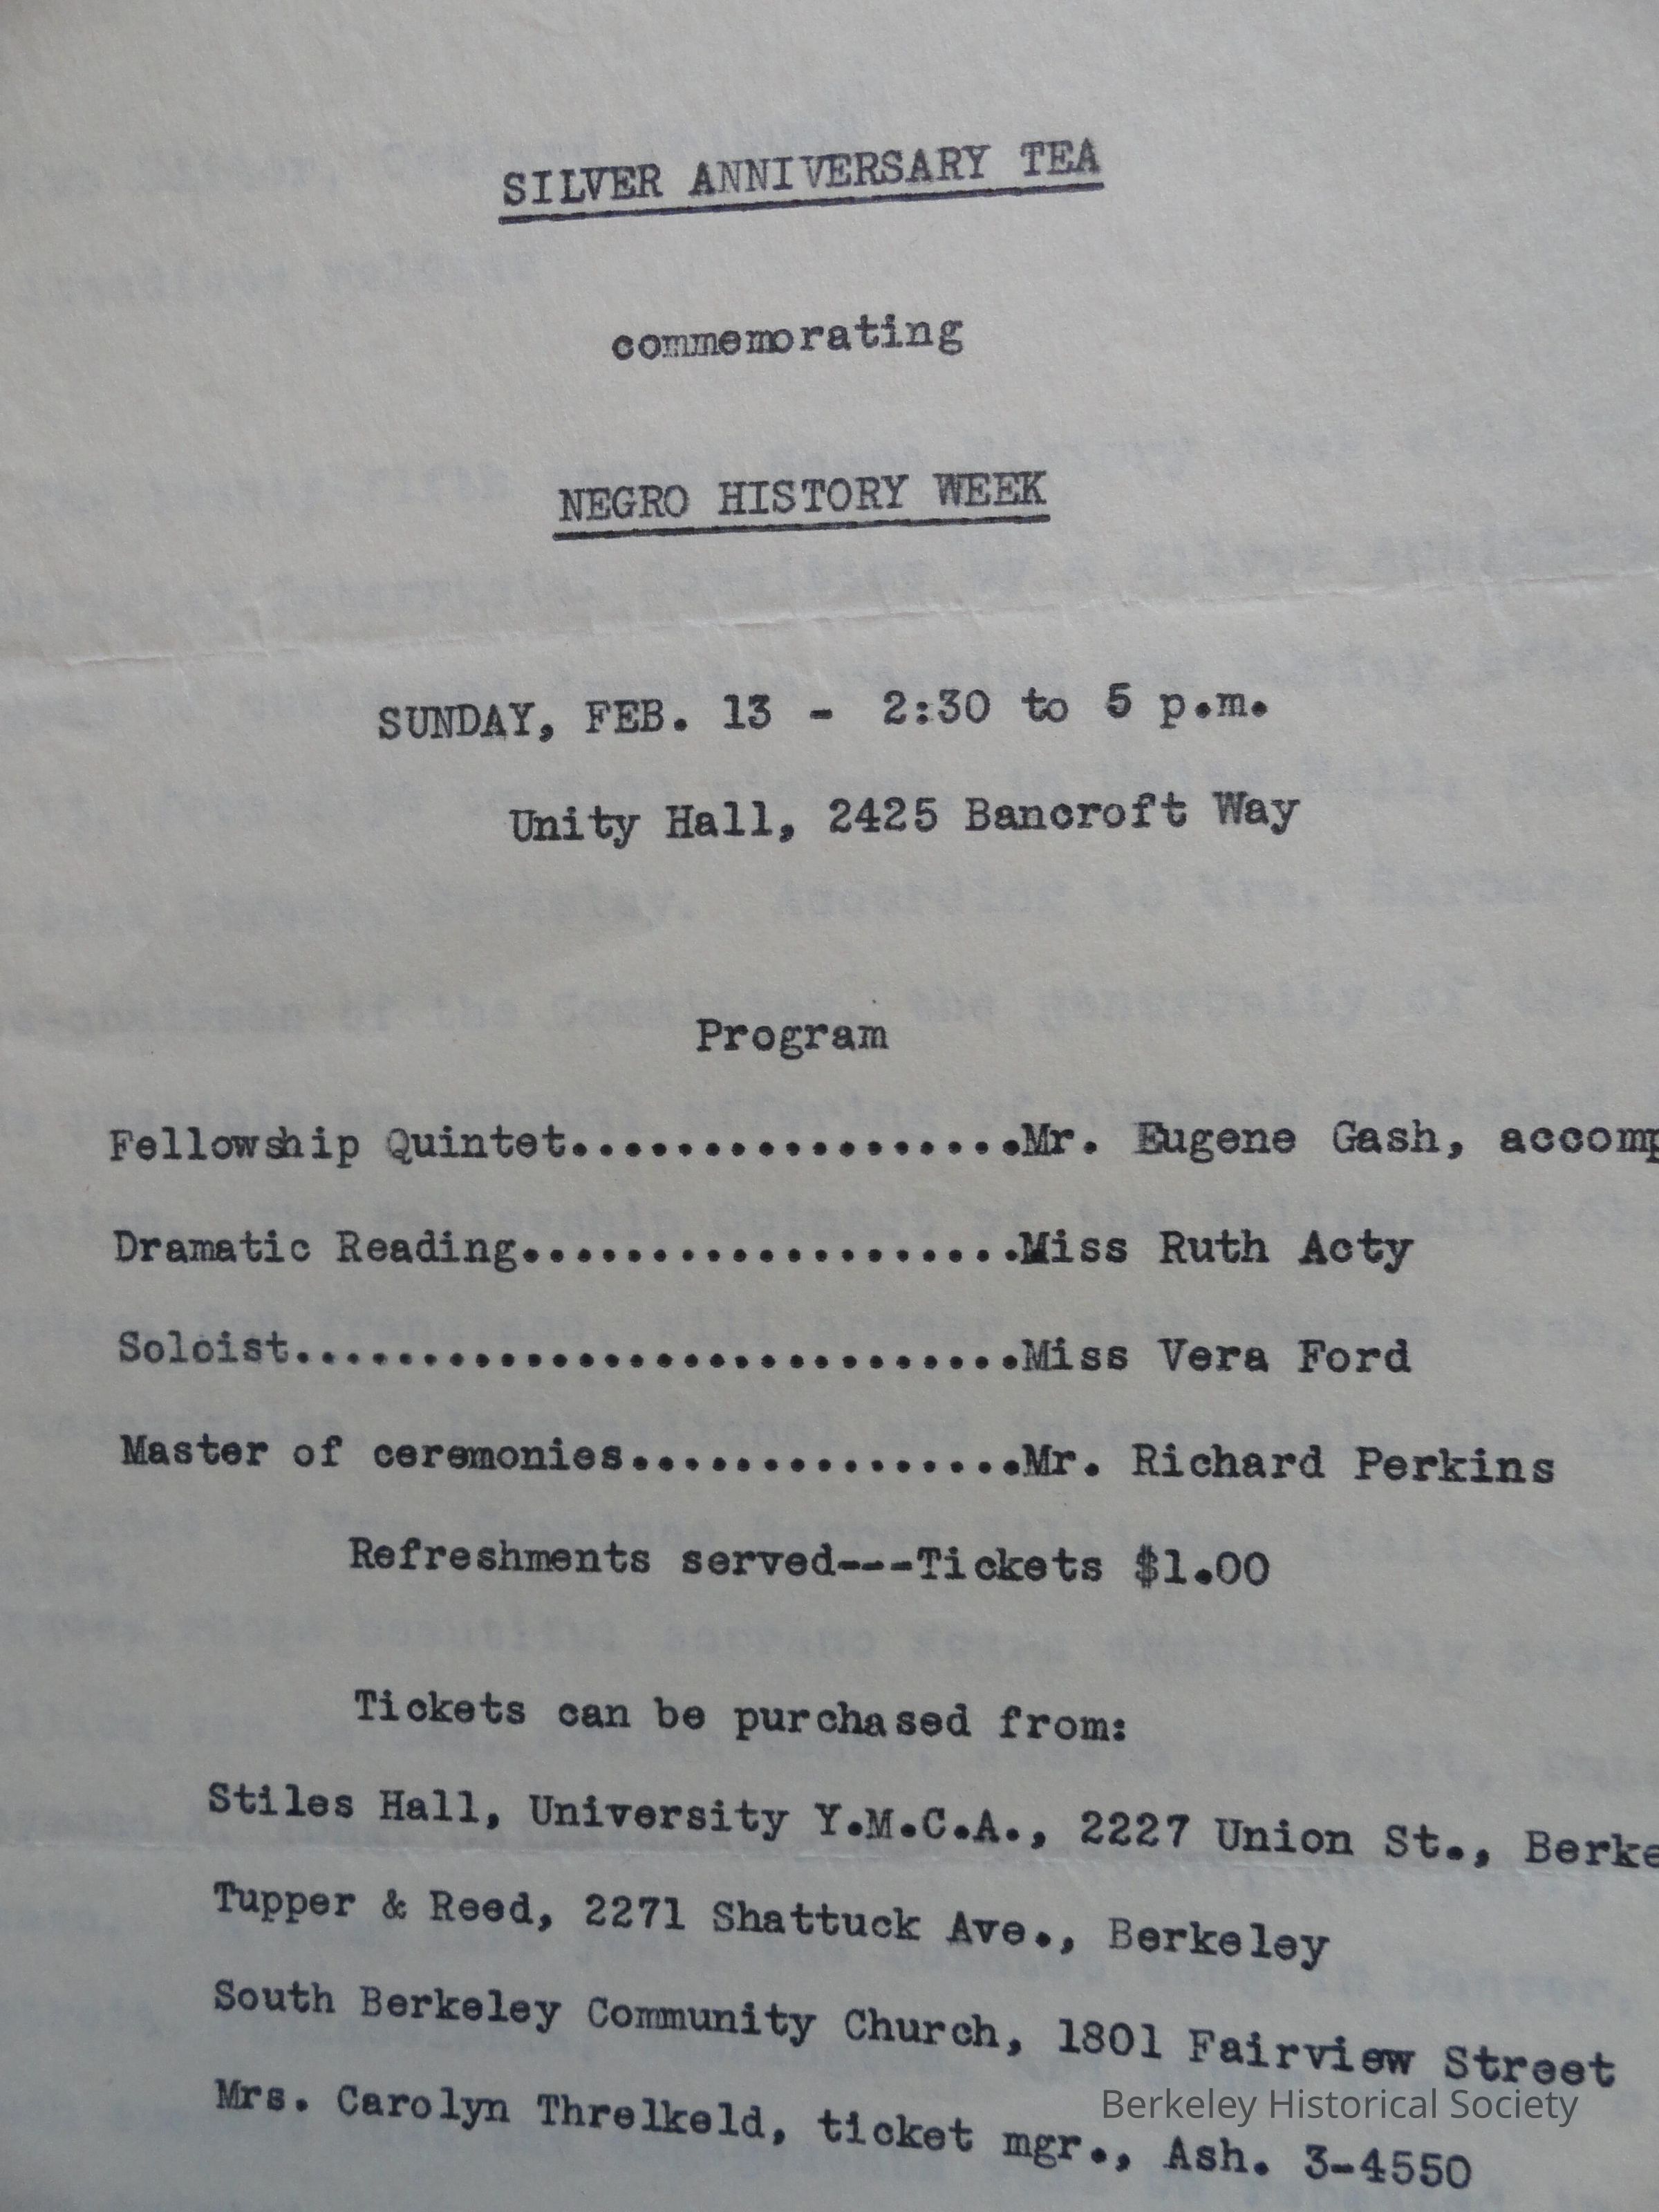 SILVER ANNIVERSARY TEA
commemorating
NEGRO HISTORY WEEK
SUNDAY, FEB. 13 - 2:30 to 5 p.m.
Unity Hall, 2425 Bancroft Way
Program
Fellowship Quintet..................Mr. Eugene Gash, accomp
Dramatic Reading....................Miss Ruth Acty
Soloist.............................Miss Vera Ford
Master of ceremonies................Mr. Richard Perkins
Refreshments served---Tickets $1.00
Tickets can be purchased from:
Stiles Hall, University Y.M.C.A., 2227 Union St., Berke
Tupper & Reed, 2271 Shattuck Ave., Berkeley
South Berkeley Community Church, 1801 Fairview Street
Mrs. Carolyn Threlkeld, ticket mgr., Ash. 3-4550
Berkeley Historical Society